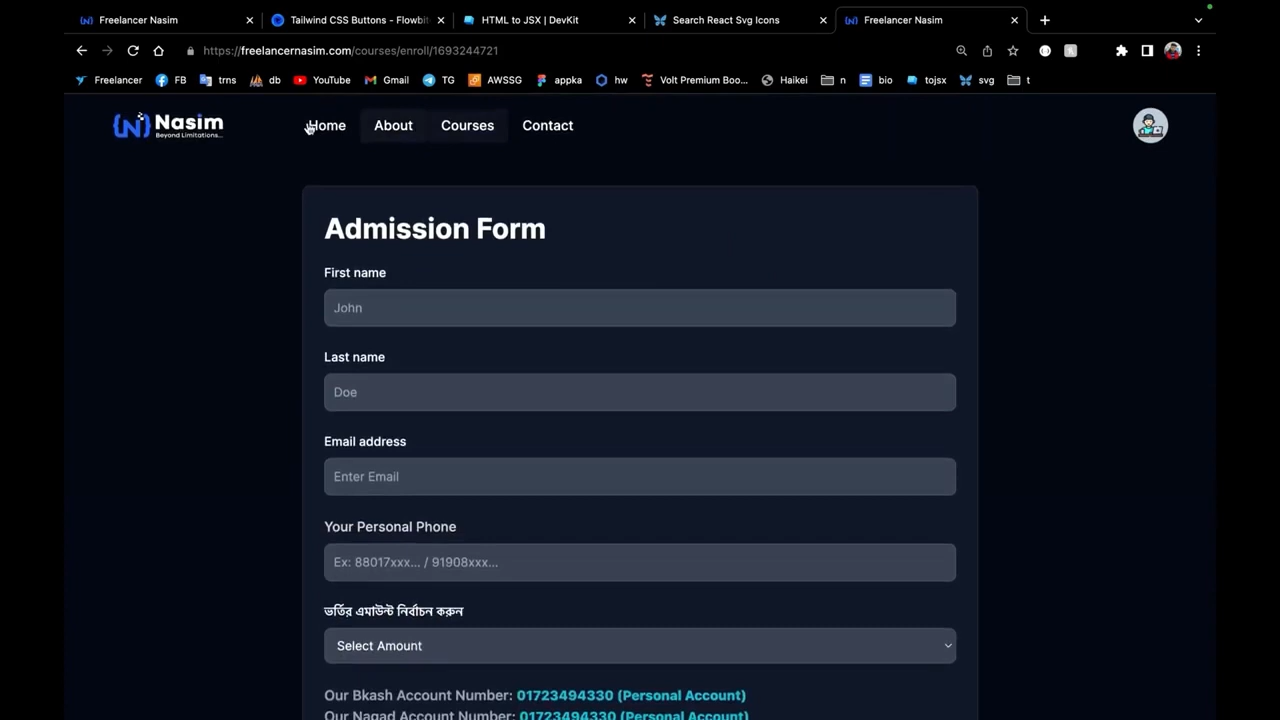 Freelancer Nasim
Tailwind CSS Buttons - Flowbit
HTML to JSX | DevKit
Search React Svg Icons
Freelancer Nasim
https://freelancernasim.com/courses/enroll/1693244721
Freelancer
FB
trns
db
YouTube
Gmail
TG
AWSSG
appka
hw
Volt Premium Boo...
Haikei
n
bio
tojsx
svg
t
{N} Nasim
Beyond Limitations...
Home
About
Courses
Contact
Admission Form
First name
John
Last name
Doe
Email address
Enter Email
Your Personal Phone
Ex: 88017xxx... / 91908xxx...
ভর্তির এমাউন্ট নির্বাচন করুন
Select Amount
Our Bkash Account Number: 01723494330 (Personal Account)
Our Nagad Account Number: 01723494330 (Personal Account)